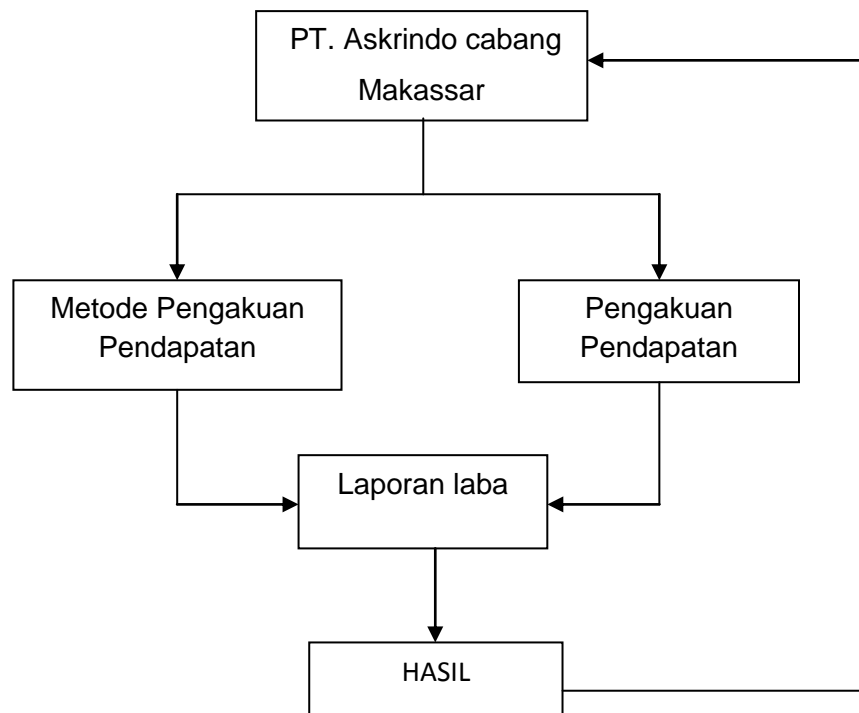 PT. Askrindo cabang
Makassar
Metode Pengakuan
Pendapatan
Pengakuan
Pendapatan
Laporan laba
HASIL